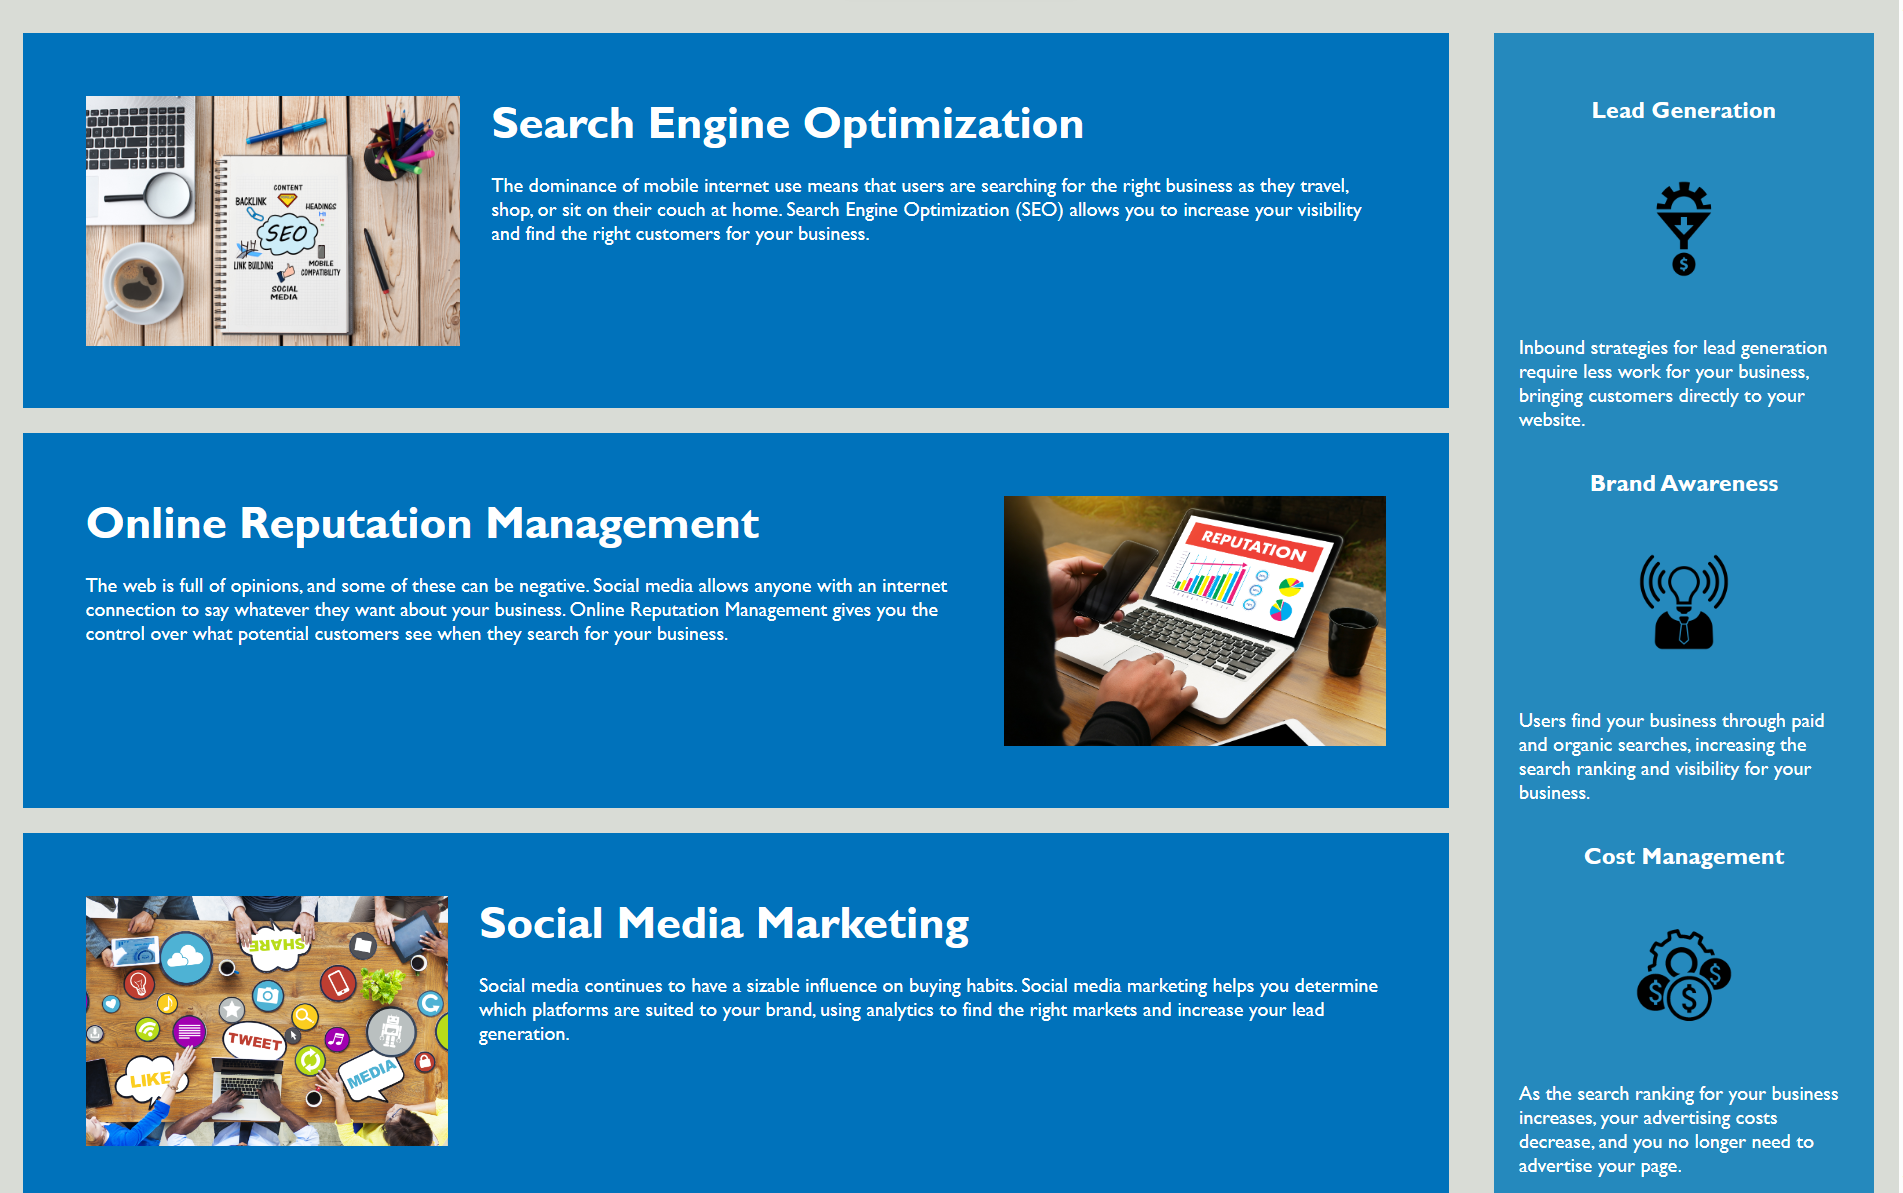 Search Engine Optimization
The dominance of mobile internet use means that users are searching for the right business as they travel,
shop, or sit on their couch at home. Search Engine Optimization (SEO) allows you to increase your visibility
and find the right customers for your business.
CONTENT
BACKLINK
HEADINGS
H1
SEO
LINK BUILDING
MOBILE
COMPATIBILITY
SOCIAL
MEDIA
Online Reputation Management
The web is full of opinions, and some of these can be negative. Social media allows anyone with an internet
connection to say whatever they want about your business. Online Reputation Management gives you the
control over what potential customers see when they search for your business.
REPUTATION
Social Media Marketing
Social media continues to have a sizable influence on buying habits. Social media marketing helps you determine
which platforms are suited to your brand, using analytics to find the right markets and increase your lead
generation.
SHARE
TWEET
LIKE
MEDIA
Lead Generation
$
Inbound strategies for lead generation
require less work for your business,
bringing customers directly to your
website.
Brand Awareness
Users find your business through paid
and organic searches, increasing the
search ranking and visibility for your
business.
Cost Management
$
$
$
As the search ranking for your business
increases, your advertising costs
decrease, and you no longer need to
advertise your page.